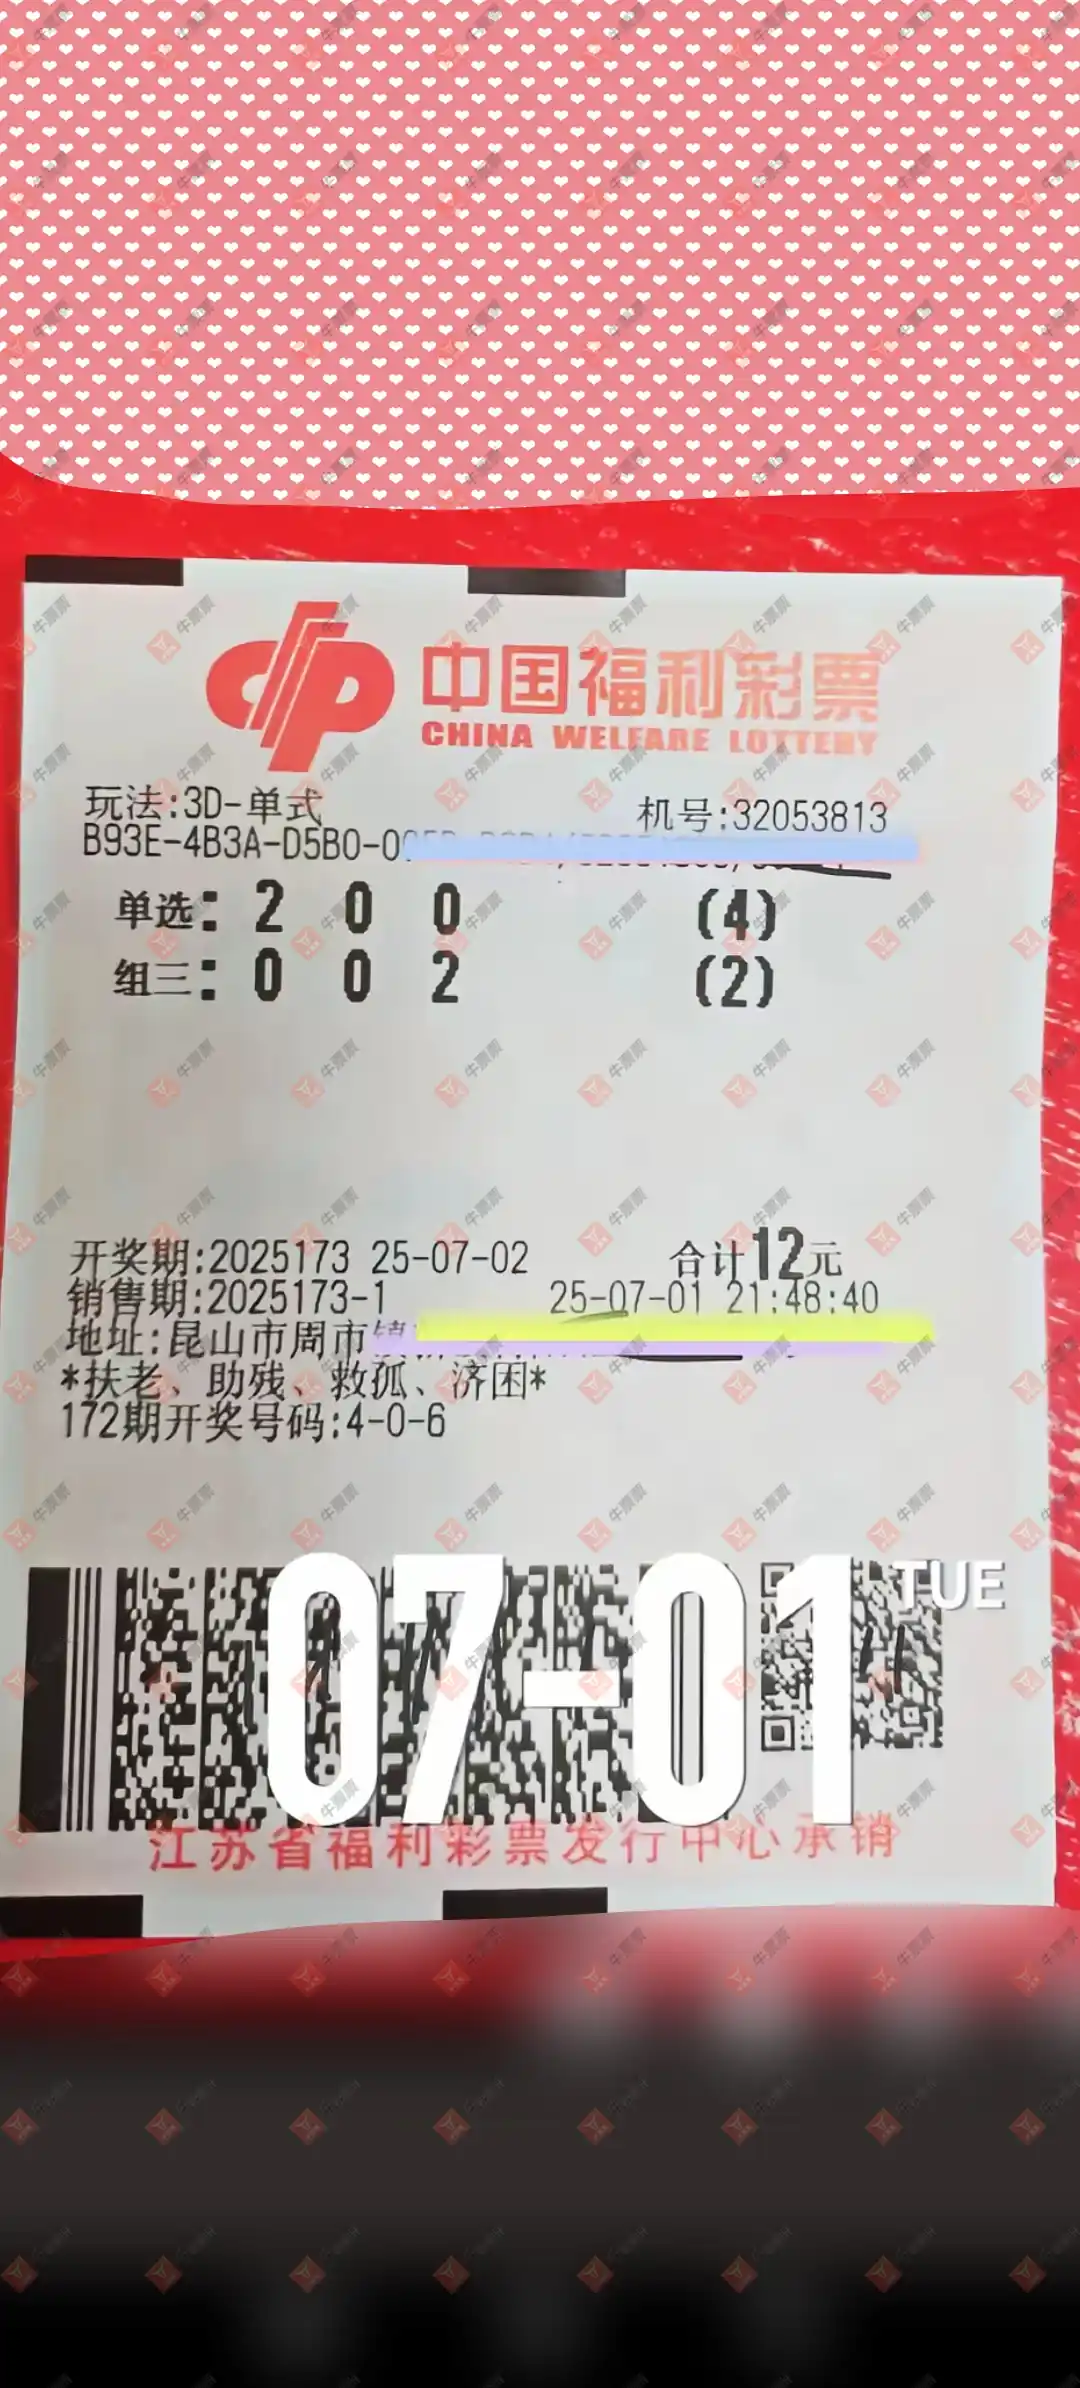 中国福利彩票
CHINA WELFARE LOTTERY
玩法:3D-单式 机号:32053813
B93E-4B3A-D5B0-0
单选: 2 0 0 (4)
组三: 0 0 2 (2)
开奖期:2025173 25-07-02 合计12元
销售期:2025173-1 25-07-01 21:48:40
地址:昆山市周市镇
*扶老、助残、救孤、济困*
172期开奖号码:4-0-6
07-01 TUE
江苏省福利彩票发行中心承销
牛票票